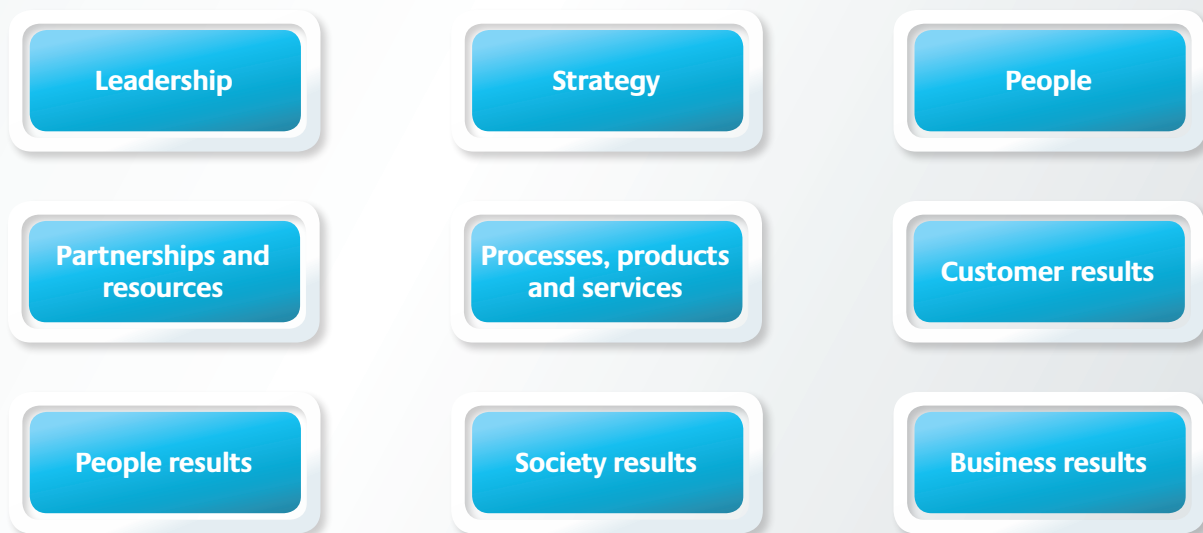 Leadership
Strategy
People
Partnerships and
resources
Processes, products
and services
Customer results
People results
Society results
Business results